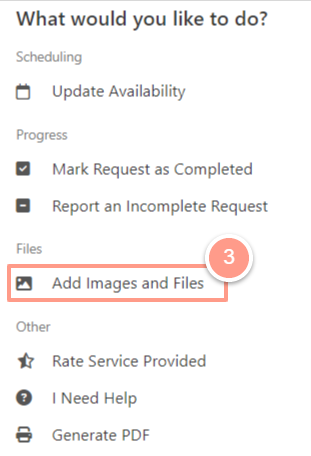 What would you like to do?
Scheduling
Update Availability
Progress
Mark Request as Completed
Report an Incomplete Request
Files
3
Add Images and Files
Other
Rate Service Provided
I Need Help
Generate PDF